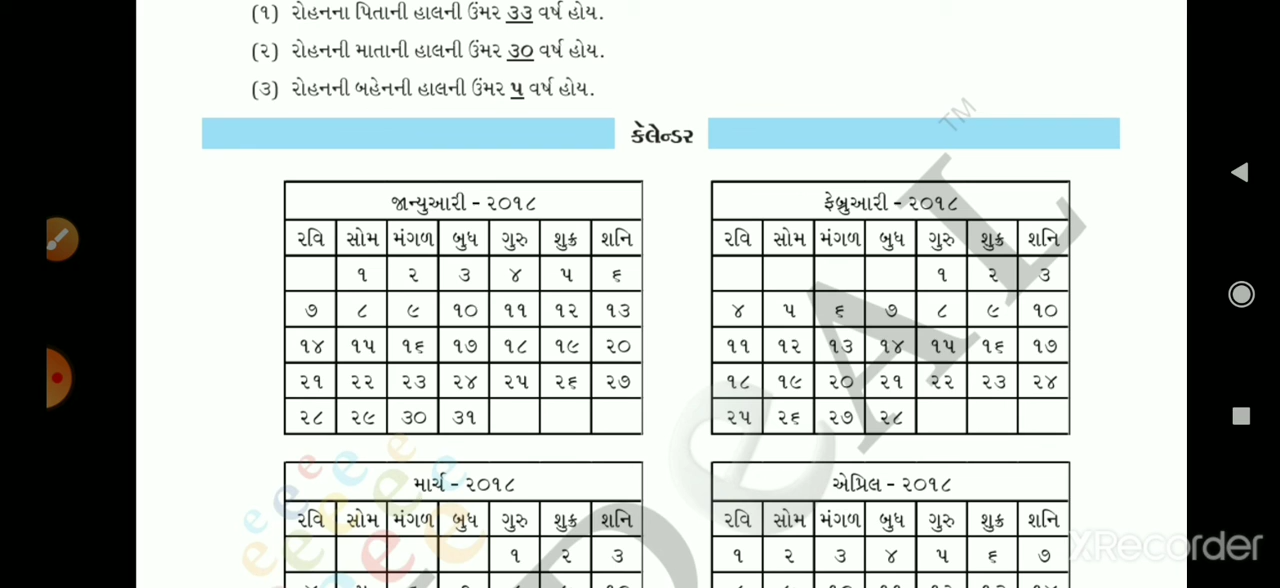 (૧) રોહનના પિતાની હાલની ઉંમર ૩૩ વર્ષ હોય.
(૨) રોહનની માતાની હાલની ઉંમર ૩૦ વર્ષ હોય.
(૩) રોહનની બહેનની હાલની ઉંમર ૫ વર્ષ હોય.
કેલેન્ડર
જાન્યુઆરી - ૨૦૧૮
રવિ સોમ મંગળ બુધ ગુરુ શુક્ર શનિ
૧ ૨ ૩ ૪ ૫ ૬
૭ ૮ ૯ ૧૦ ૧૧ ૧૨ ૧૩
૧૪ ૧૫ ૧૬ ૧૭ ૧૮ ૧૯ ૨૦
૨૧ ૨૨ ૨૩ ૨૪ ૨૫ ૨૬ ૨૭
૨૮ ૨૯ ૩૦ ૩૧
ફેબ્રુઆરી - ૨૦૧૮
રવિ સોમ મંગળ બુધ ગુરુ શુક્ર શનિ
૧ ૨ ૩
૪ ૫ ૬ ૭ ૮ ૯ ૧૦
૧૧ ૧૨ ૧૩ ૧૪ ૧૫ ૧૬ ૧૭
૧૮ ૧૯ ૨૦ ૨૧ ૨૨ ૨૩ ૨૪
૨૫ ૨૬ ૨૭ ૨૮
માર્ચ - ૨૦૧૮
રવિ સોમ મંગળ બુધ ગુરુ શુક્ર શનિ
૧ ૨ ૩
એપ્રિલ - ૨૦૧૮
રવિ સોમ મંગળ બુધ ગુરુ શુક્ર શનિ
૧ ૨ ૩ ૪ ૫ ૬ ૭
DeAL TM
XRecorder